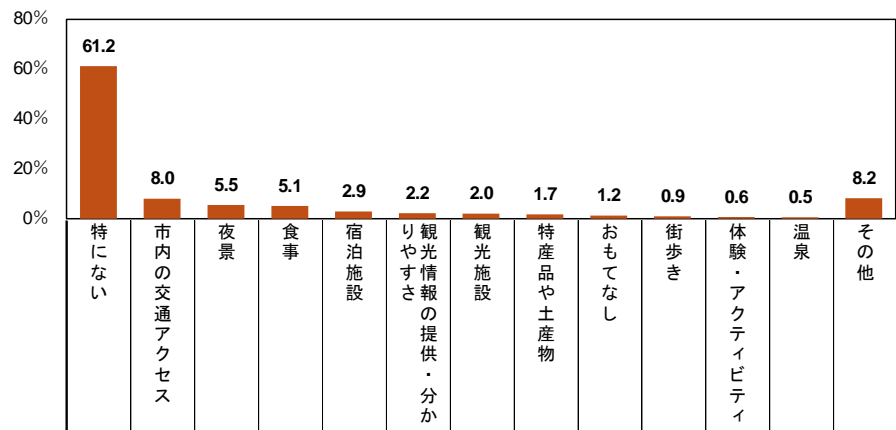 80%
60%
40%
20%
0%
61.2
8.0
5.5
5.1
2.9
2.2
2.0
1.7
1.2
0.9
0.6
0.5
8.2
特にない
市内の交通アクセス
夜景
食事
宿泊施設
観光情報の提供・分か
りやすさ
観光施設
特産品や土産物
おもてなし
街歩き
体験・アクティビティ
温泉
その他